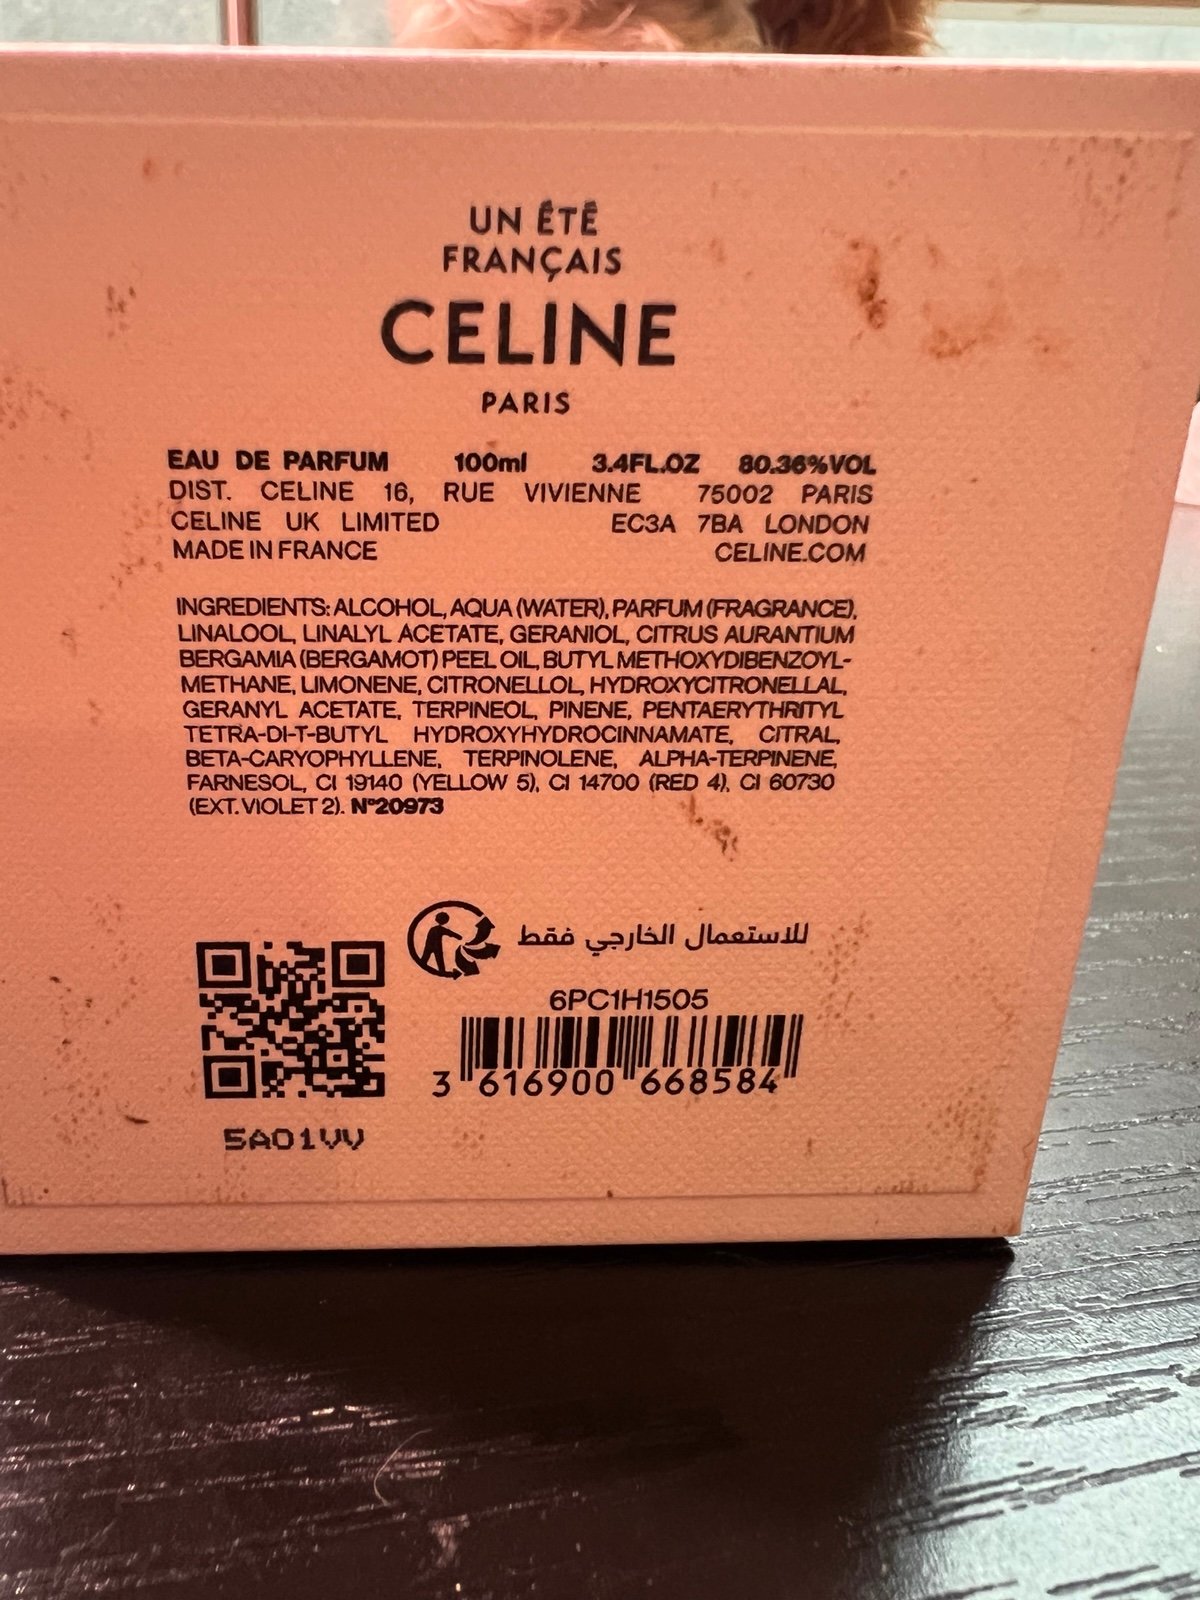 UN ÉTÉ
FRANÇAIS
CELINE
PARIS
EAU DE PARFUM 100ml 3.4FL.OZ 80.36%VOL
DIST. CELINE 16, RUE VIVIENNE 75002 PARIS
CELINE UK LIMITED EC3A 7BA LONDON
MADE IN FRANCE CELINE.COM
INGREDIENTS: ALCOHOL, AQUA (WATER), PARFUM (FRAGRANCE),
LINALOOL, LINALYL ACETATE, GERANIOL, CITRUS AURANTIUM
BERGAMIA (BERGAMOT) PEEL OIL, BUTYL METHOXYDIBENZOYL-
METHANE, LIMONENE, CITRONELLOL, HYDROXYCITRONELLAL,
GERANYL ACETATE, TERPINEOL, PINENE, PENTAERYTHRITYL
TETRA-DI-T-BUTYL HYDROXYHYDROCINNAMATE, CITRAL,
BETA-CARYOPHYLLENE, TERPINOLENE, ALPHA-TERPINENE,
FARNESOL, CI 19140 (YELLOW 5), CI 14700 (RED 4), CI 60730
(EXT. VIOLET 2). N°20973
للاستعمال الخارجي فقط
6PC1H1505
3 616900 668584
5A01VV